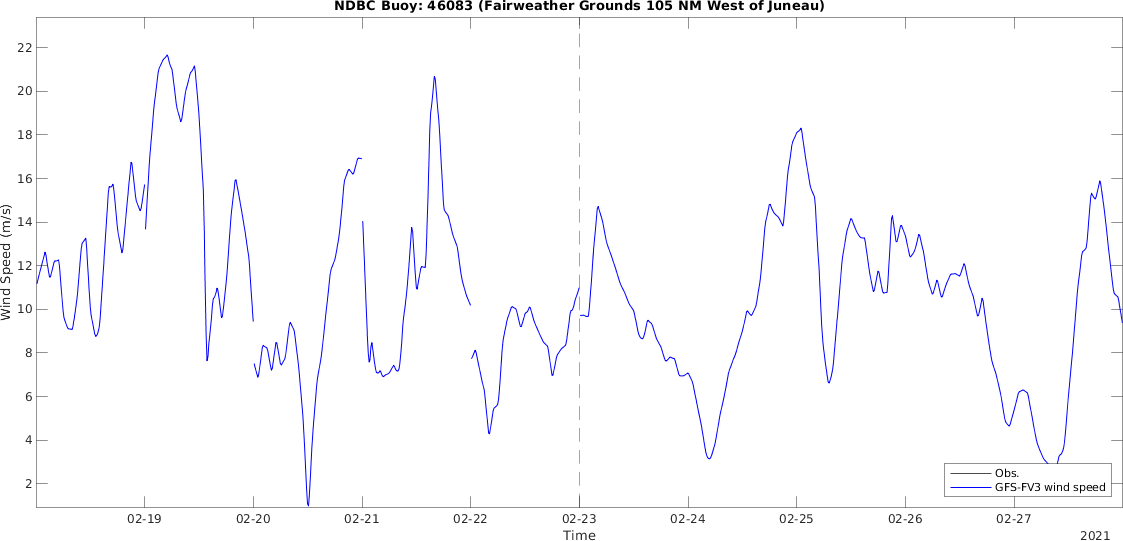 NDBC Buoy: 46083 (Fairweather Grounds 105 NM West of Juneau)
22
20
18
16
14
12
10
8
6
4
2
Wind Speed (m/s)
Obs.
GFS-FV3 wind speed
02-19 02-20 02-21 02-22 02-23 02-24 02-25 02-26 02-27
Time
2021